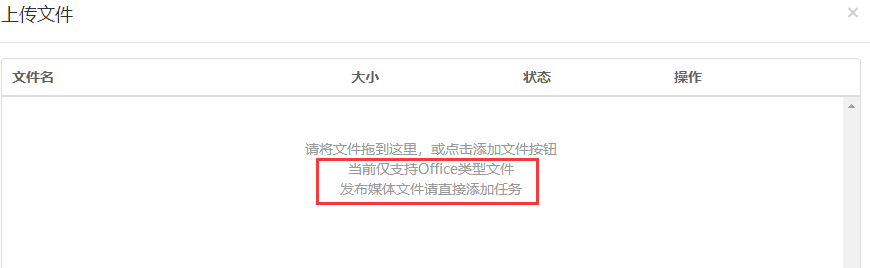 上传文件
文件名 大小 状态 操作
请将文件拖到这里，或点击添加文件按钮
当前仅支持Office类型文件
发布媒体文件请直接添加任务